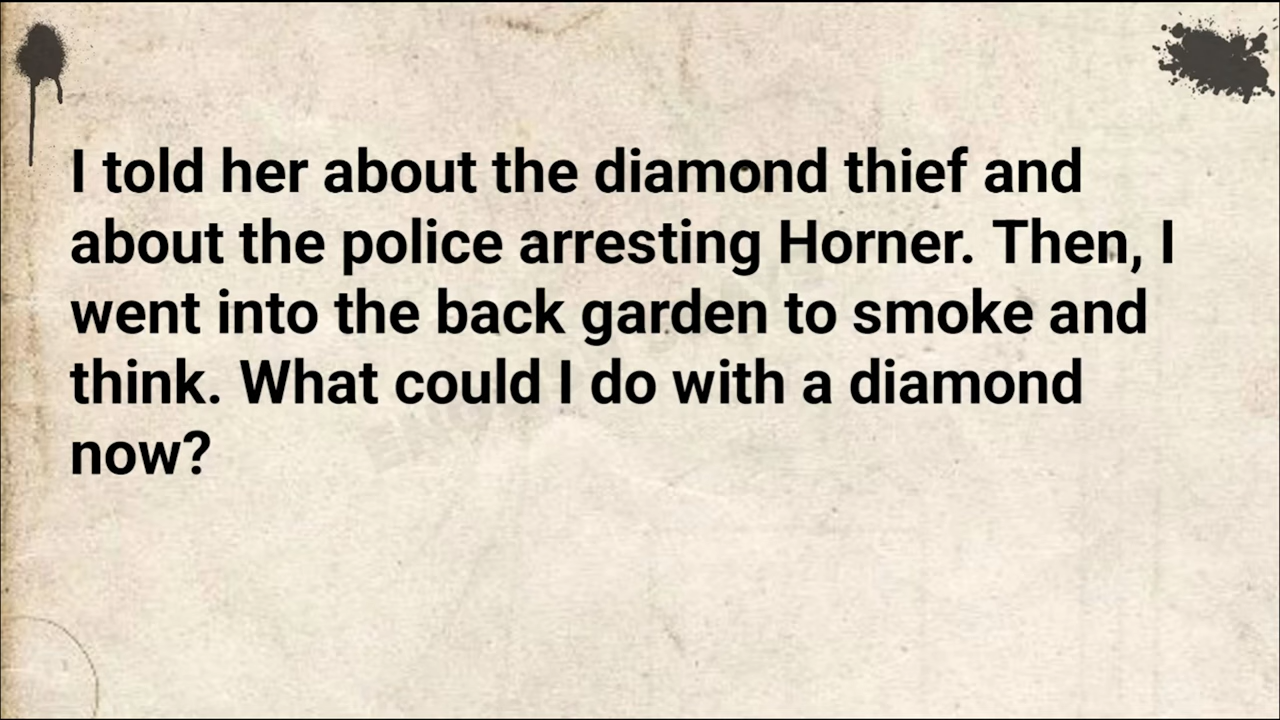 I told her about the diamond thief and
about the police arresting Horner. Then, I
went into the back garden to smoke and
think. What could I do with a diamond
now?